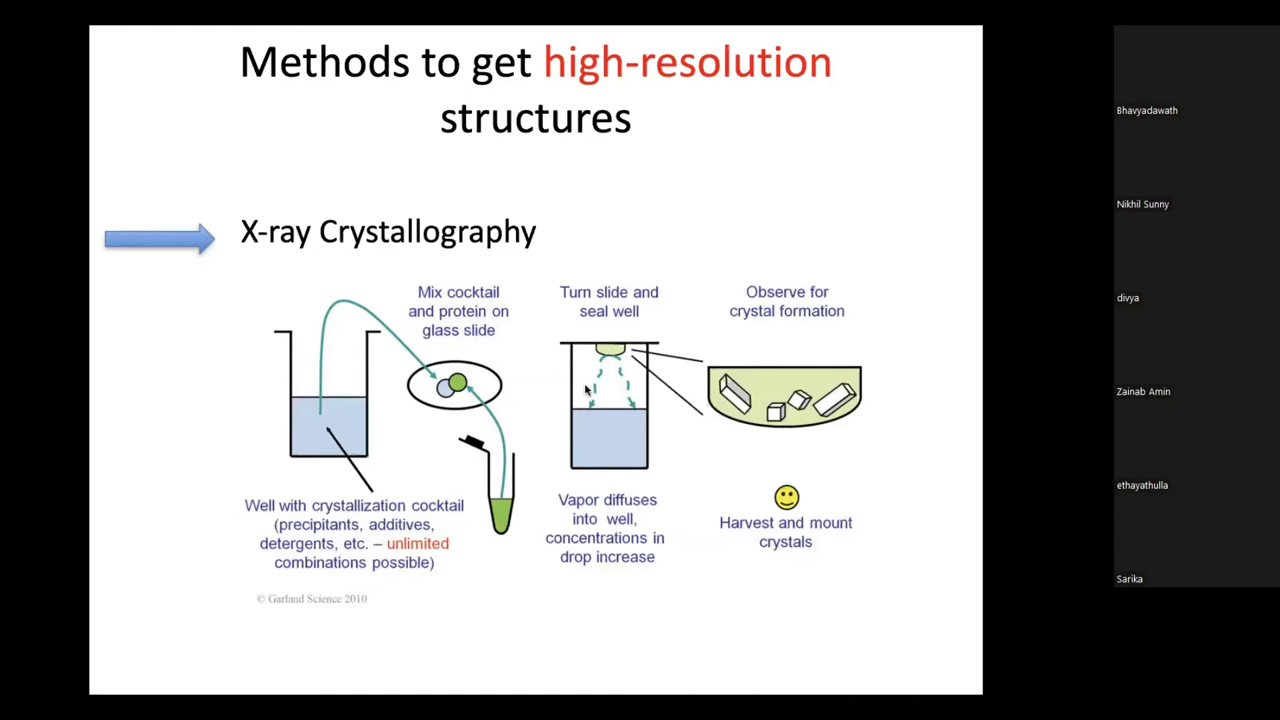 Methods to get high-resolution
structures
X-ray Crystallography
Mix cocktail
and protein on
glass slide
Turn slide and
seal well
Observe for
crystal formation
Well with crystallization cocktail
(precipitants, additives,
detergents, etc. – unlimited
combinations possible)
Vapor diffuses
into well,
concentrations in
drop increase
Harvest and mount
crystals
© Garland Science 2010
Bhavyadawath
Nikhil Sunny
divya
Zainab Amin
ethayathulla
Sarika